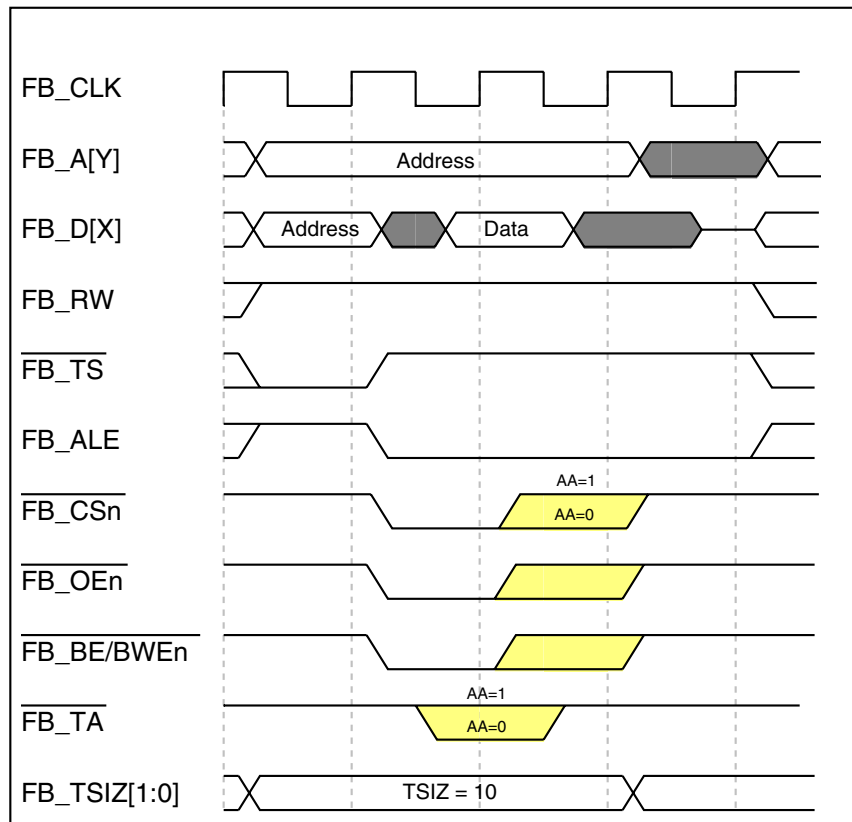 FB_CLK
FB_A[Y]
Address
FB_D[X]
Address
Data
FB_RW
FB_TS
FB_ALE
AA=1
FB_CSn
AA=0
FB_OEn
FB_BE/BWEn
AA=1
FB_TA
AA=0
FB_TSIZ[1:0]
TSIZ = 10